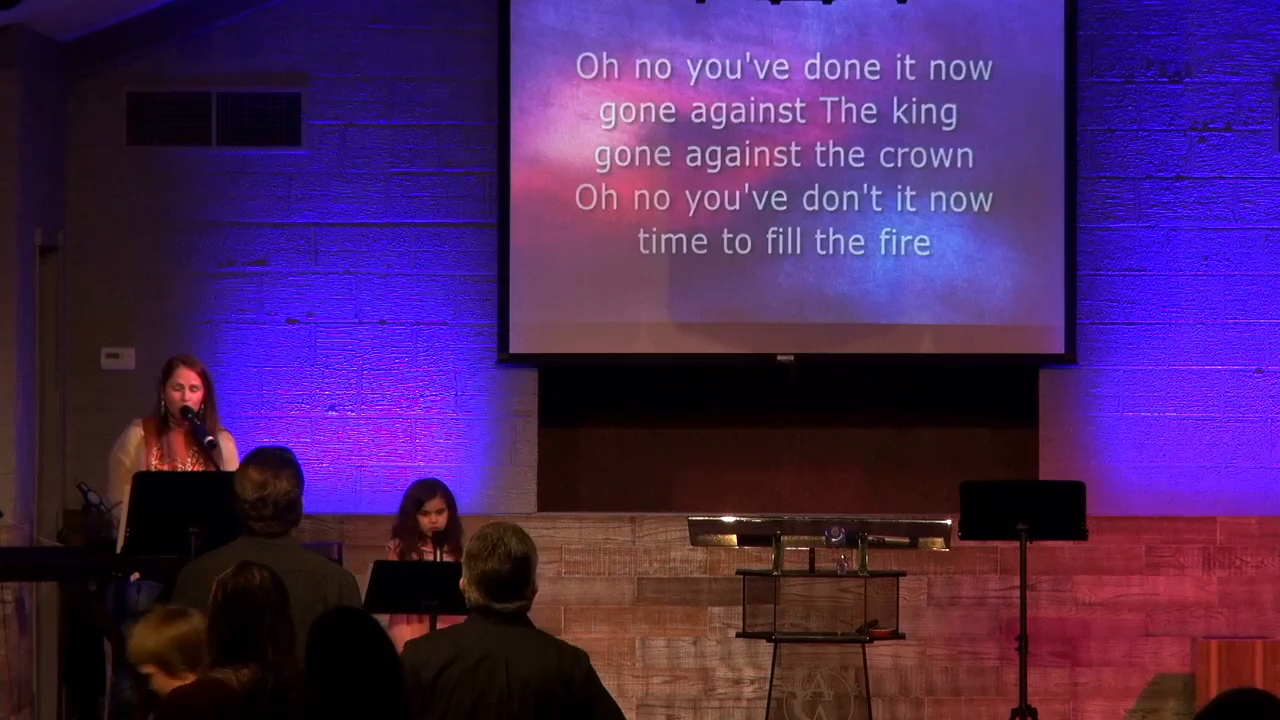 Oh no you've done it now
gone against The king
gone against the crown
Oh no you've don't it now
time to fill the fire